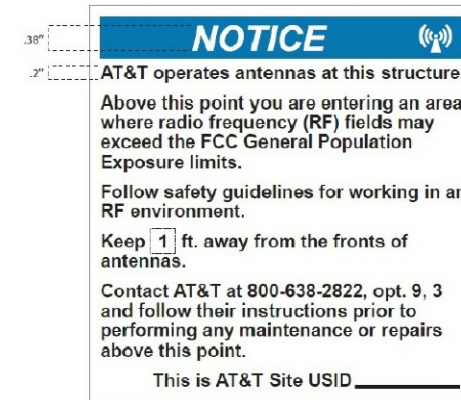 .38"
NOTICE
.2"
AT&T operates antennas at this structure
Above this point you are entering an area
where radio frequency (RF) fields may
exceed the FCC General Population
Exposure limits.
Follow safety guidelines for working in an
RF environment.
Keep 1 ft. away from the fronts of
antennas.
Contact AT&T at 800-638-2822, opt. 9, 3
and follow their instructions prior to
performing any maintenance or repairs
above this point.
This is AT&T Site USID